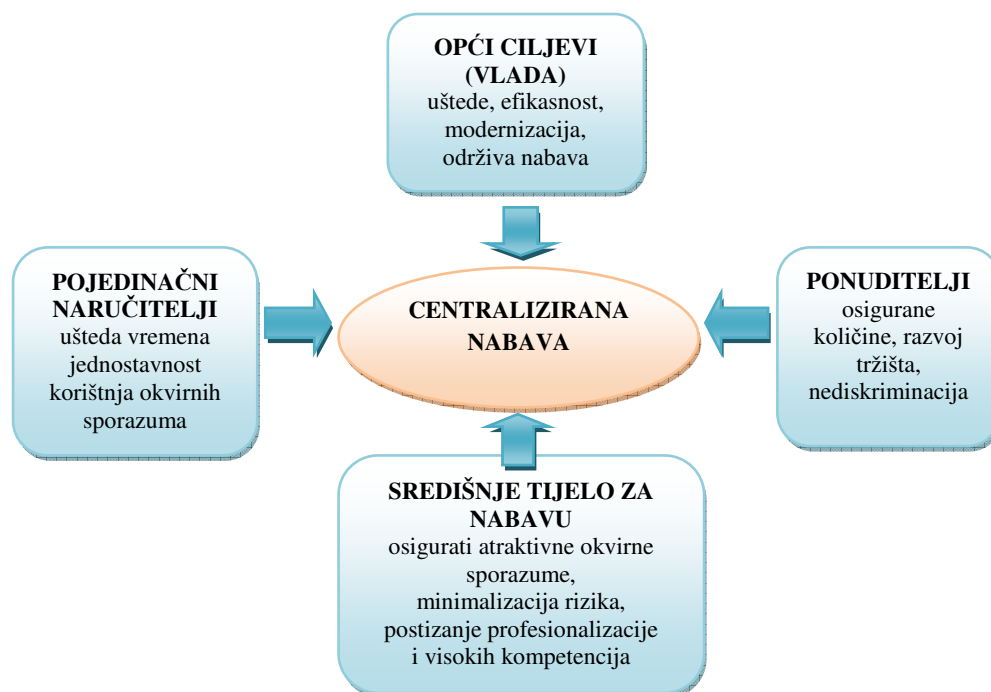 OPĆI CILJEVI
(VLADA)
uštede, efikasnost,
modernizacija,
održiva nabava
POJEDINAČNI
NARUČITELJI
ušteda vremena
jednostavnost
korištnja okvirnih
sporazuma
CENTRALIZIRANA
NABAVA
PONUDITELJI
osigurane
količine, razvoj
tržišta,
nediskriminacija
SREDIŠNJE TIJELO ZA
NABAVU
osigurati atraktivne okvirne
sporazume,
minimalizacija rizika,
postizanje profesionalizacije
i visokih kompetencija